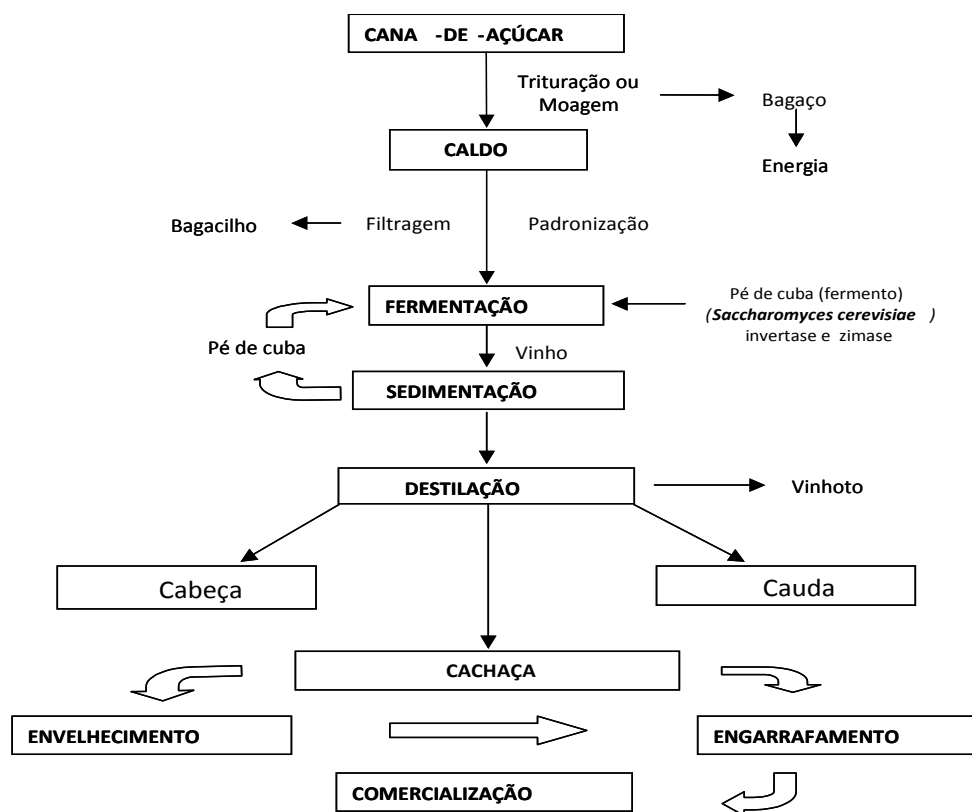 CANA -DE -AÇÚCAR
Trituração ou
Moagem
Bagaço
CALDO
Energia
Bagacilho
Filtragem
Padronização
FERMENTAÇÃO
Pé de cuba (fermento)
(Saccharomyces cerevisiae )
invertase e zimase
Pé de cuba
Vinho
SEDIMENTAÇÃO
DESTILAÇÃO
Vinhoto
Cabeça
Cauda
CACHAÇA
ENVELHECIMENTO
ENGARRAFAMENTO
COMERCIALIZAÇÃO